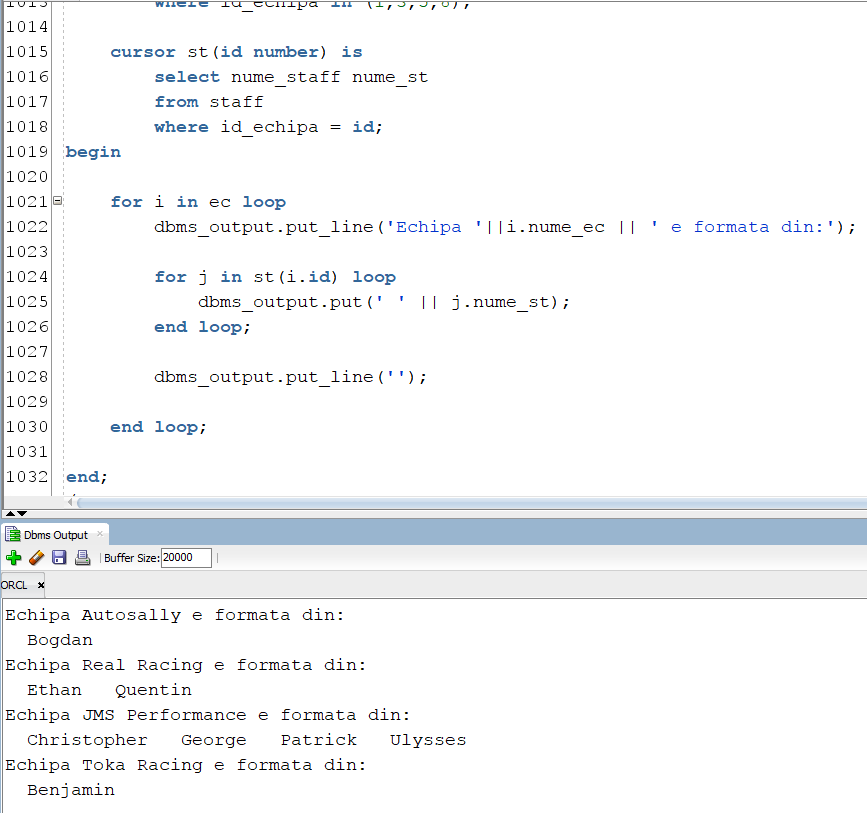 1013 where id_echipa in (1,3,5,6);
1014
1015 cursor st(id number) is
1016 select nume_staff nume_st
1017 from staff
1018 where id_echipa = id;
1019 begin
1020
1021 for i in ec loop
1022 dbms_output.put_line('Echipa '||i.nume_ec || ' e formata din:');
1023
1024 for j in st(i.id) loop
1025 dbms_output.put(' ' || j.nume_st);
1026 end loop;
1027
1028 dbms_output.put_line('');
1029
1030 end loop;
1031
1032 end;
Dbms Output ×
Buffer Size: 20000
ORCL ×
Echipa Autosally e formata din:
Bogdan
Echipa Real Racing e formata din:
Ethan Quentin
Echipa JMS Performance e formata din:
Christopher George Patrick Ulysses
Echipa Toka Racing e formata din:
Benjamin